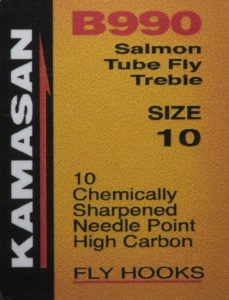 KAMASAN
B990
Salmon
Tube Fly
Treble
SIZE
10
10
Chemically
Sharpened
Needle Point
High Carbon
FLY HOOKS